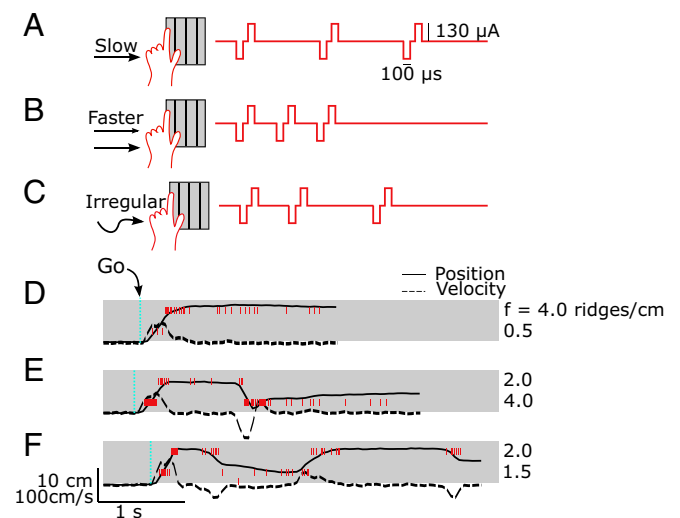 A
Slow
130 µA
100 µs
B
Faster
C
Irregular
Go
Position
Velocity
D
f = 4.0 ridges/cm
0.5
E
2.0
4.0
F
2.0
1.5
10 cm
100cm/s
1 s